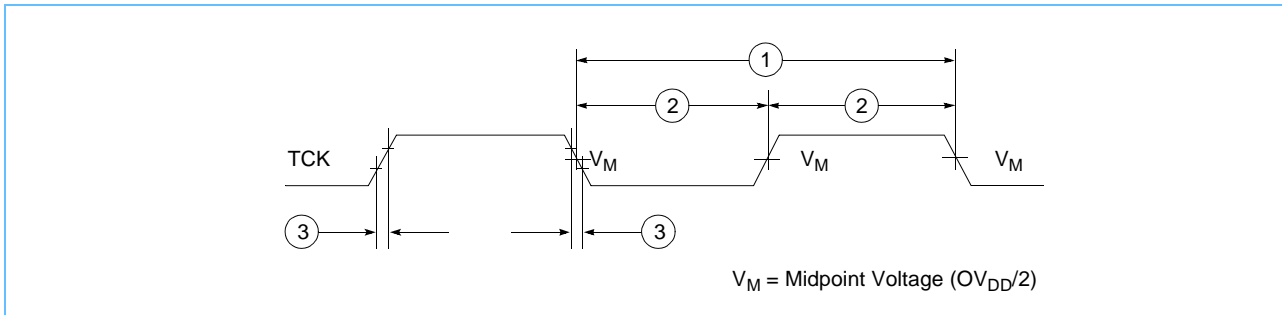 1
2 2
TCK V_M V_M V_M
3 3
V_M = Midpoint Voltage (OV_DD/2)